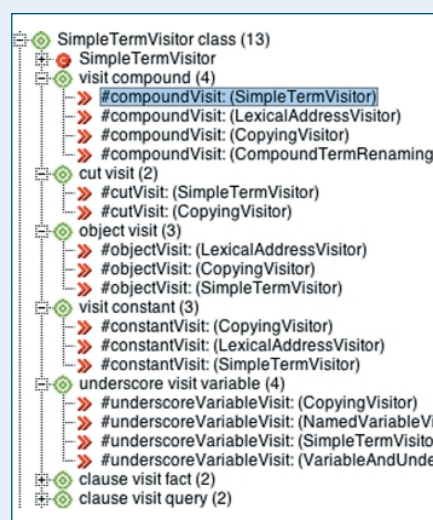 SimpleTermVisitor class (13)
SimpleTermVisitor
visit compound (4)
#compoundVisit: (SimpleTermVisitor)
#compoundVisit: (LexicalAddressVisitor)
#compoundVisit: (CopyingVisitor)
#compoundVisit: (CompoundTermRenaming
cut visit (2)
#cutVisit: (SimpleTermVisitor)
#cutVisit: (CopyingVisitor)
object visit (3)
#objectVisit: (LexicalAddressVisitor)
#objectVisit: (CopyingVisitor)
#objectVisit: (SimpleTermVisitor)
visit constant (3)
#constantVisit: (CopyingVisitor)
#constantVisit: (LexicalAddressVisitor)
#constantVisit: (SimpleTermVisitor)
underscore visit variable (4)
#underscoreVariableVisit: (CopyingVisitor)
#underscoreVariableVisit: (NamedVariableVi
#underscoreVariableVisit: (SimpleTermVisito
#underscoreVariableVisit: (VariableAndUnde
clause visit fact (2)
clause visit query (2)